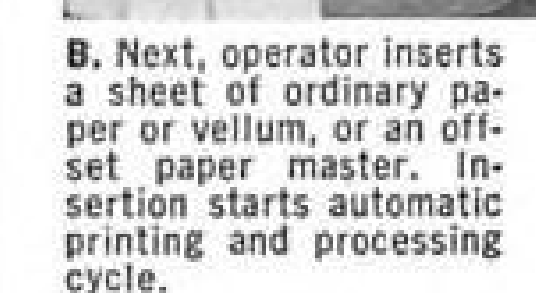 B. Next, operator inserts
a sheet of ordinary pa-
per or vellum, or an off-
set paper master. In-
sertion starts automatic
printing and processing
cycle.